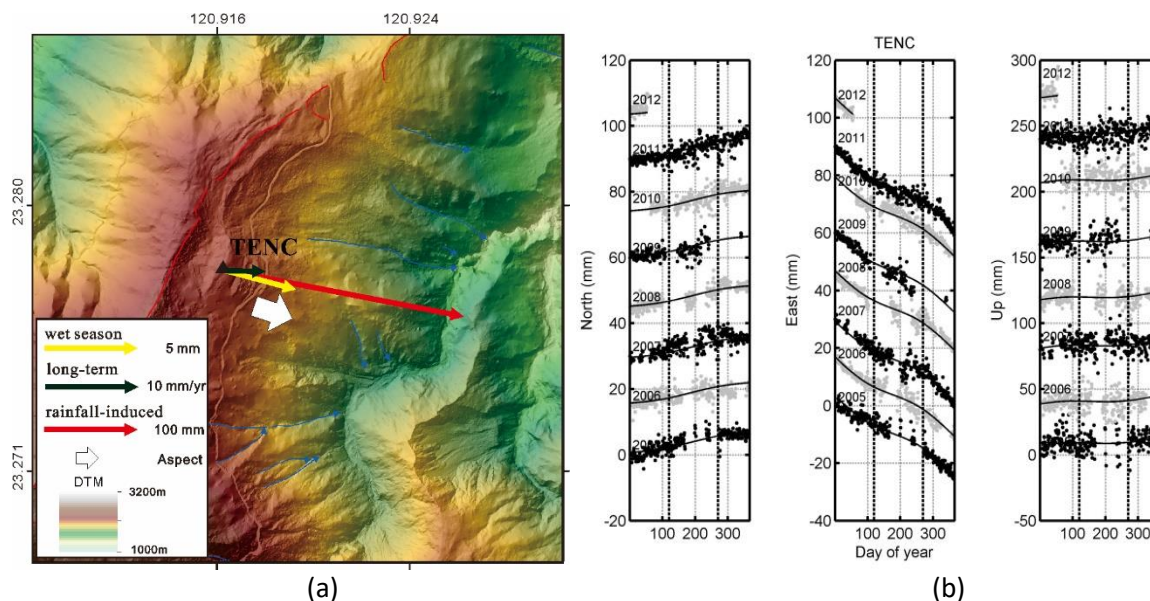 120.916
120.924
23.280
23.271
TENC
wet season
5 mm
long-term
10 mm/yr
rainfall-induced
100 mm
Aspect
DTM
3200m
1000m
(a)
120
100
80
60
40
20
0
-20
North (mm)
2012
2011
2010
2009
2008
2007
2006
100 200 300
TENC
120
100
80
60
40
20
0
-20
-40
East (mm)
2012
2011
2010
2009
2008
2007
2006
2005
100 200 300
Day of year
300
250
200
150
100
50
0
-50
Up (mm)
2012
2010
2009
2008
2007
2006
100 200 300
(b)